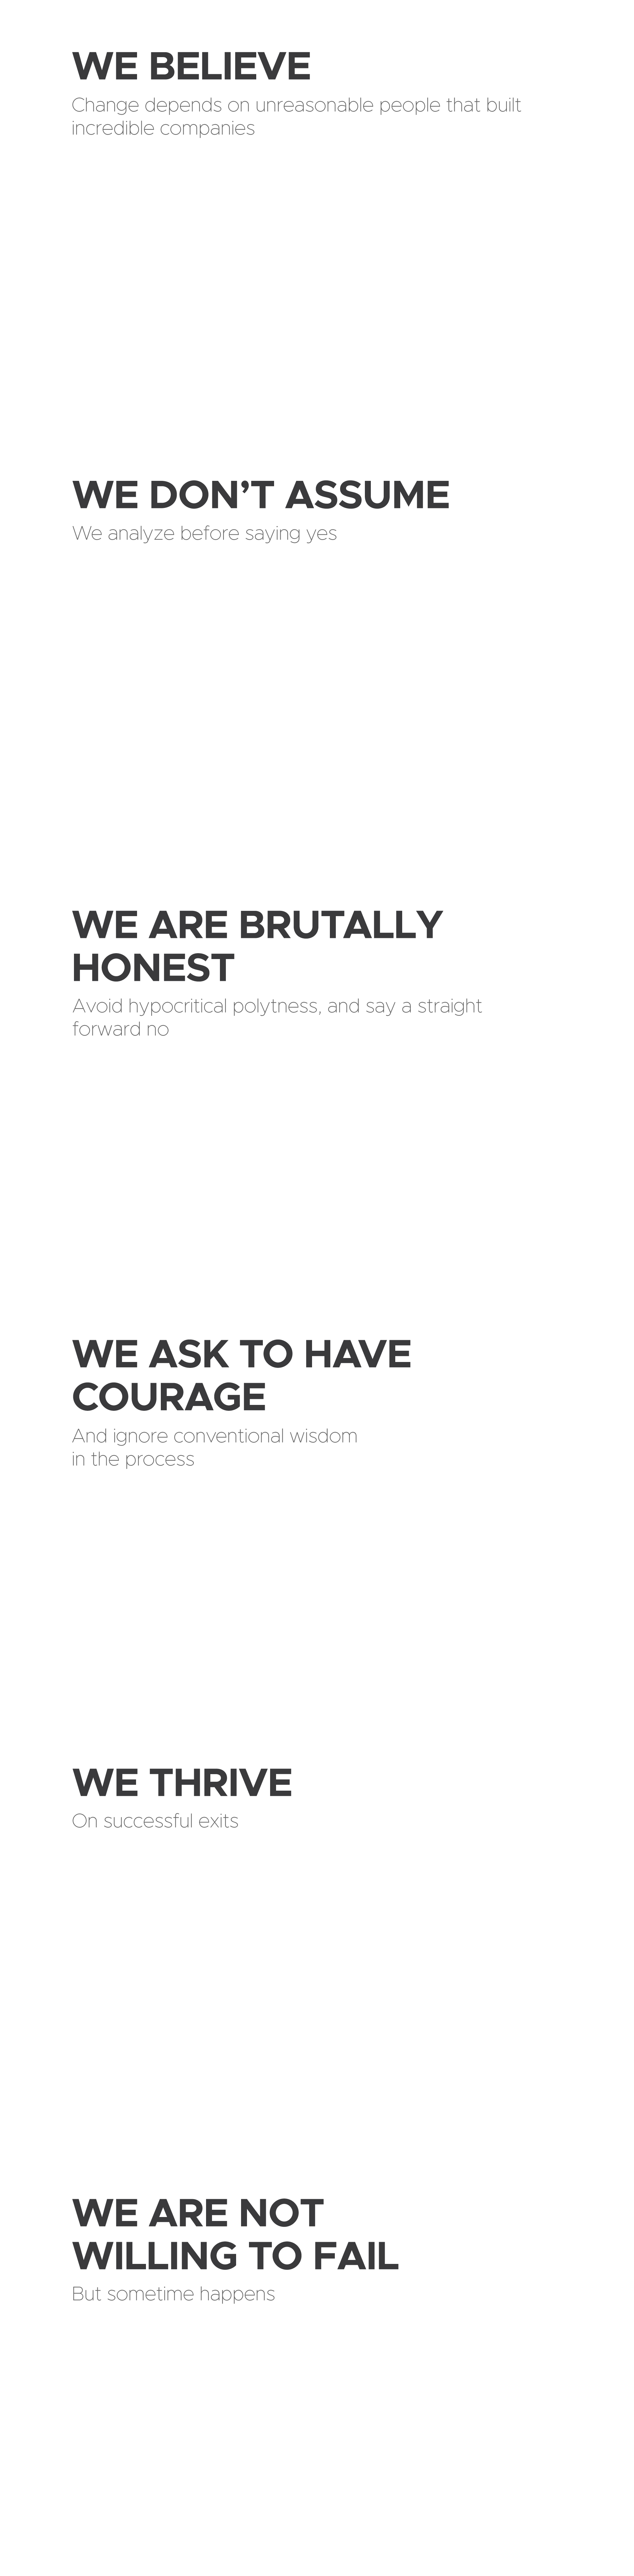 WE BELIEVE
Change depends on unreasonable people that built
incredible companies
WE DON’T ASSUME
We analyze before saying yes
WE ARE BRUTALLY
HONEST
Avoid hypocritical polytness, and say a straight
forward no
WE ASK TO HAVE
COURAGE
And ignore conventional wisdom
in the process
WE THRIVE
On successful exits
WE ARE NOT
WILLING TO FAIL
But sometime happens